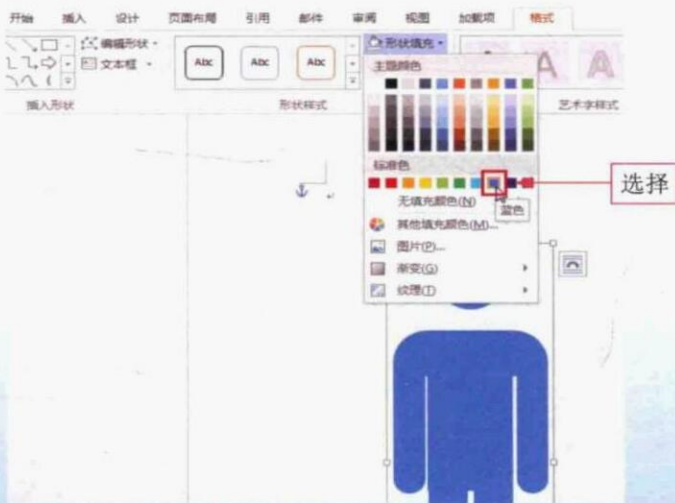 开始 插入 设计 页面布局 引用 邮件 审阅 视图 加载项 格式
编辑形状
文本框
Abc Abc Abc
形状填充
A A
插入形状 形状样式 艺术字样式
主题颜色
标准色
无填充颜色(N)
蓝色
选择
其他填充颜色(M)...
图片(P)...
渐变(G)
纹理(T)